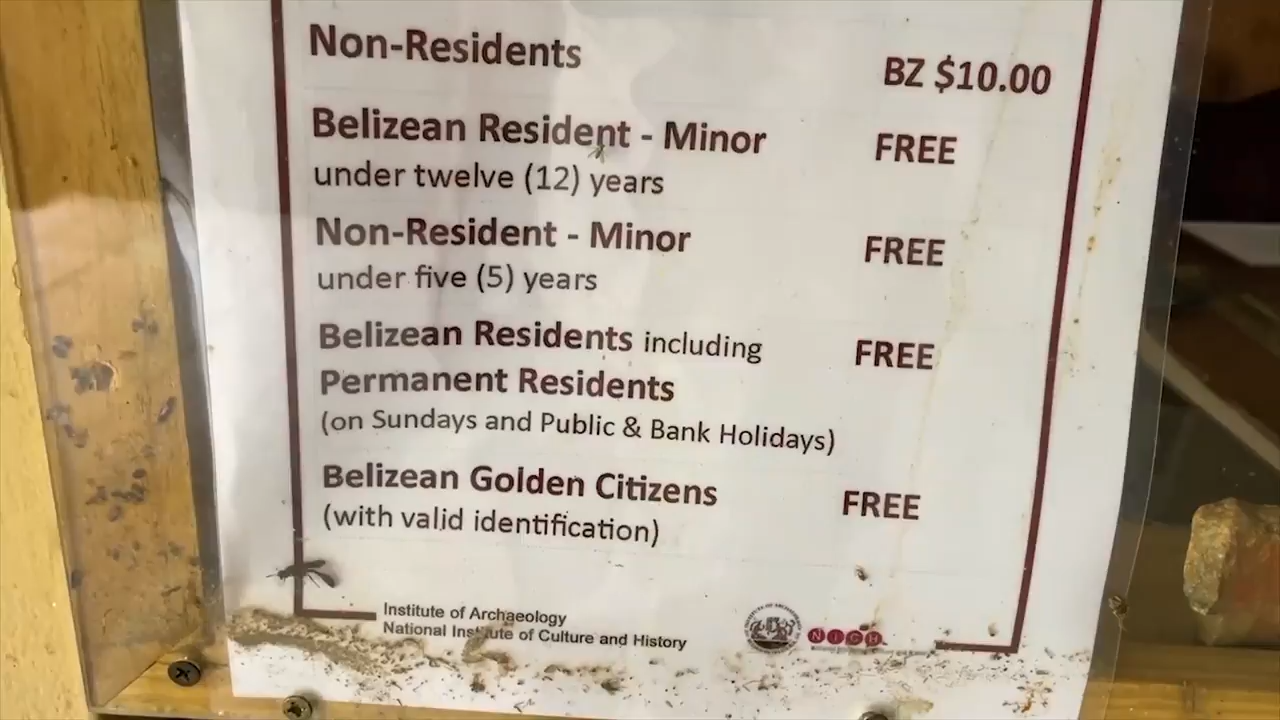 Non-Residents BZ $10.00
Belizean Resident - Minor FREE
under twelve (12) years
Non-Resident - Minor FREE
under five (5) years
Belizean Residents including FREE
Permanent Residents
(on Sundays and Public & Bank Holidays)
Belizean Golden Citizens FREE
(with valid identification)
Institute of Archaeology
National Institute of Culture and History
NICH